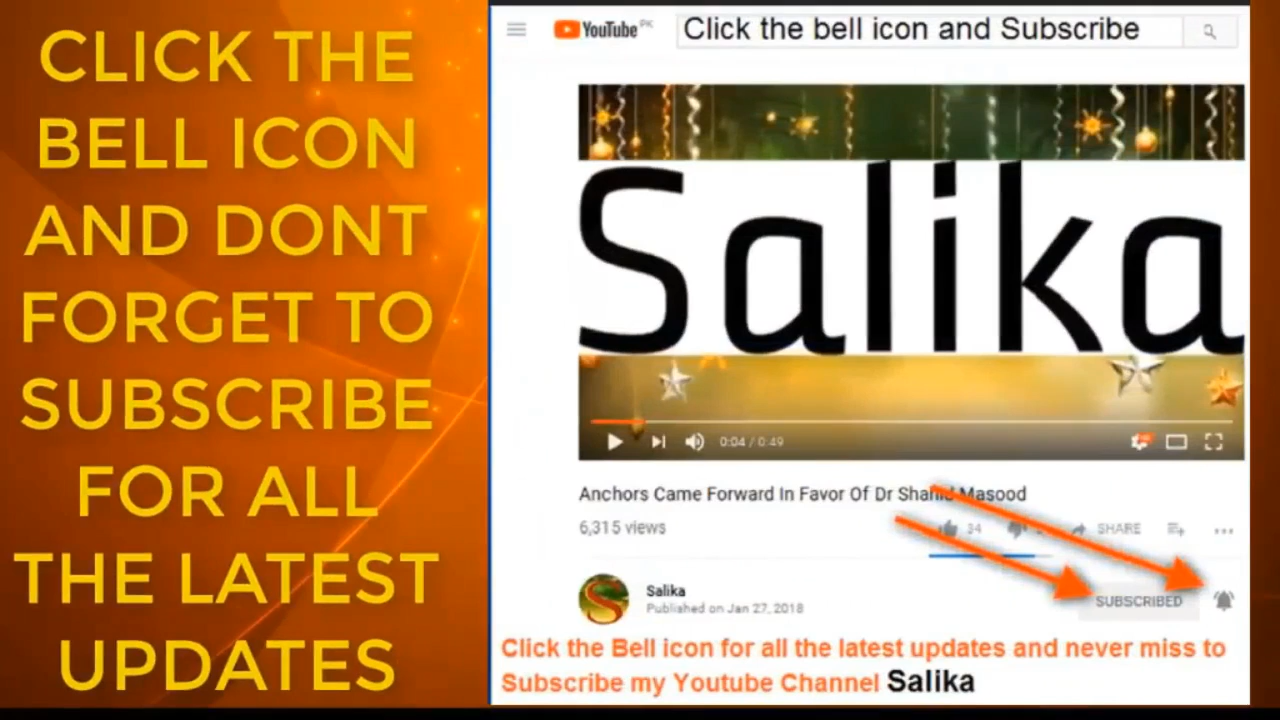 CLICK THE
BELL ICON
AND DONT
FORGET TO
SUBSCRIBE
FOR ALL
THE LATEST
UPDATES
YouTube PK
Click the bell icon and Subscribe
Salika
0:04 / 0:49
Anchors Came Forward In Favor Of Dr Shahid Masood
6,315 views
34
SHARE
Salika
Published on Jan 27, 2018
SUBSCRIBED
Click the Bell icon for all the latest updates and never miss to
Subscribe my Youtube Channel Salika